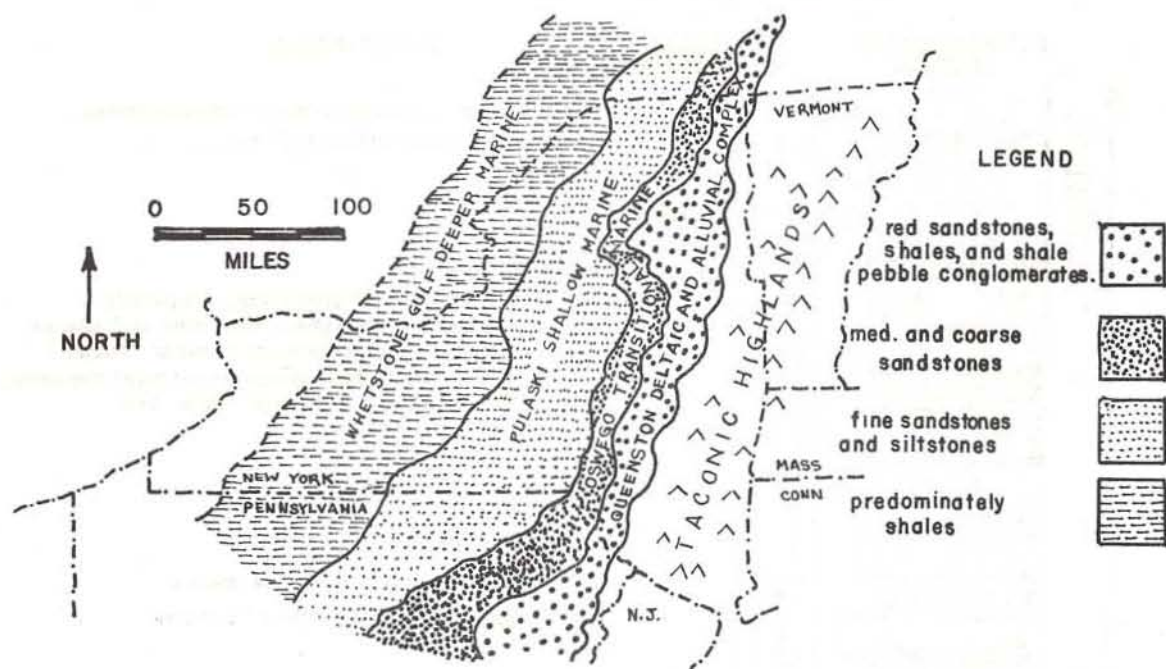 WHETSTONE GULF DEEPER MARINE
PULASKI SHALLOW MARINE
OSWEGO TRANSITIONAL MARINE
QUEENSTON DELTAIC AND ALLUVIAL COMPLEX
TACONIC HIGHLANDS
VERMONT
0 50 100
MILES
NORTH
NEW YORK
PENNSYLVANIA
MASS
CONN
N.J.
LEGEND
red sandstones,
shales, and shale
pebble conglomerates.
med. and coarse
sandstones
fine sandstones
and siltstones
predominately
shales